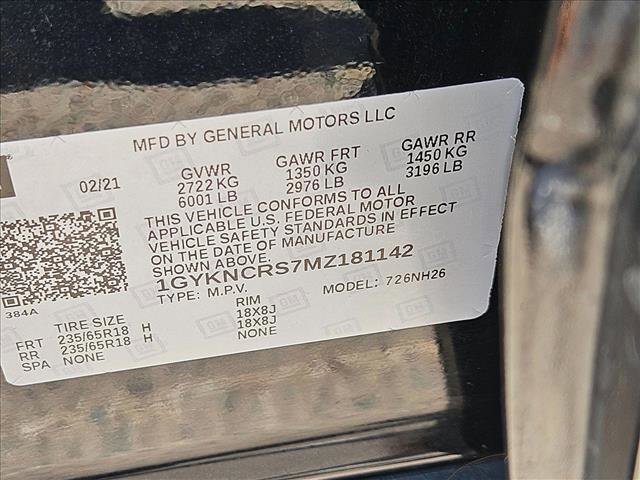 MFD BY GENERAL MOTORS LLC
02/21 GVWR GAWR FRT GAWR RR
2722 KG 1350 KG 1450 KG
6001 LB 2976 LB 3196 LB
THIS VEHICLE CONFORMS TO ALL
APPLICABLE U.S. FEDERAL MOTOR
VEHICLE SAFETY STANDARDS IN EFFECT
ON THE DATE OF MANUFACTURE
SHOWN ABOVE.
1GYKNCRS7MZ181142
TYPE: M.P.V. MODEL: 726NH26
384A
TIRE SIZE RIM
FRT 235/65R18 H 18X8J
RR 235/65R18 H 18X8J
SPA NONE NONE